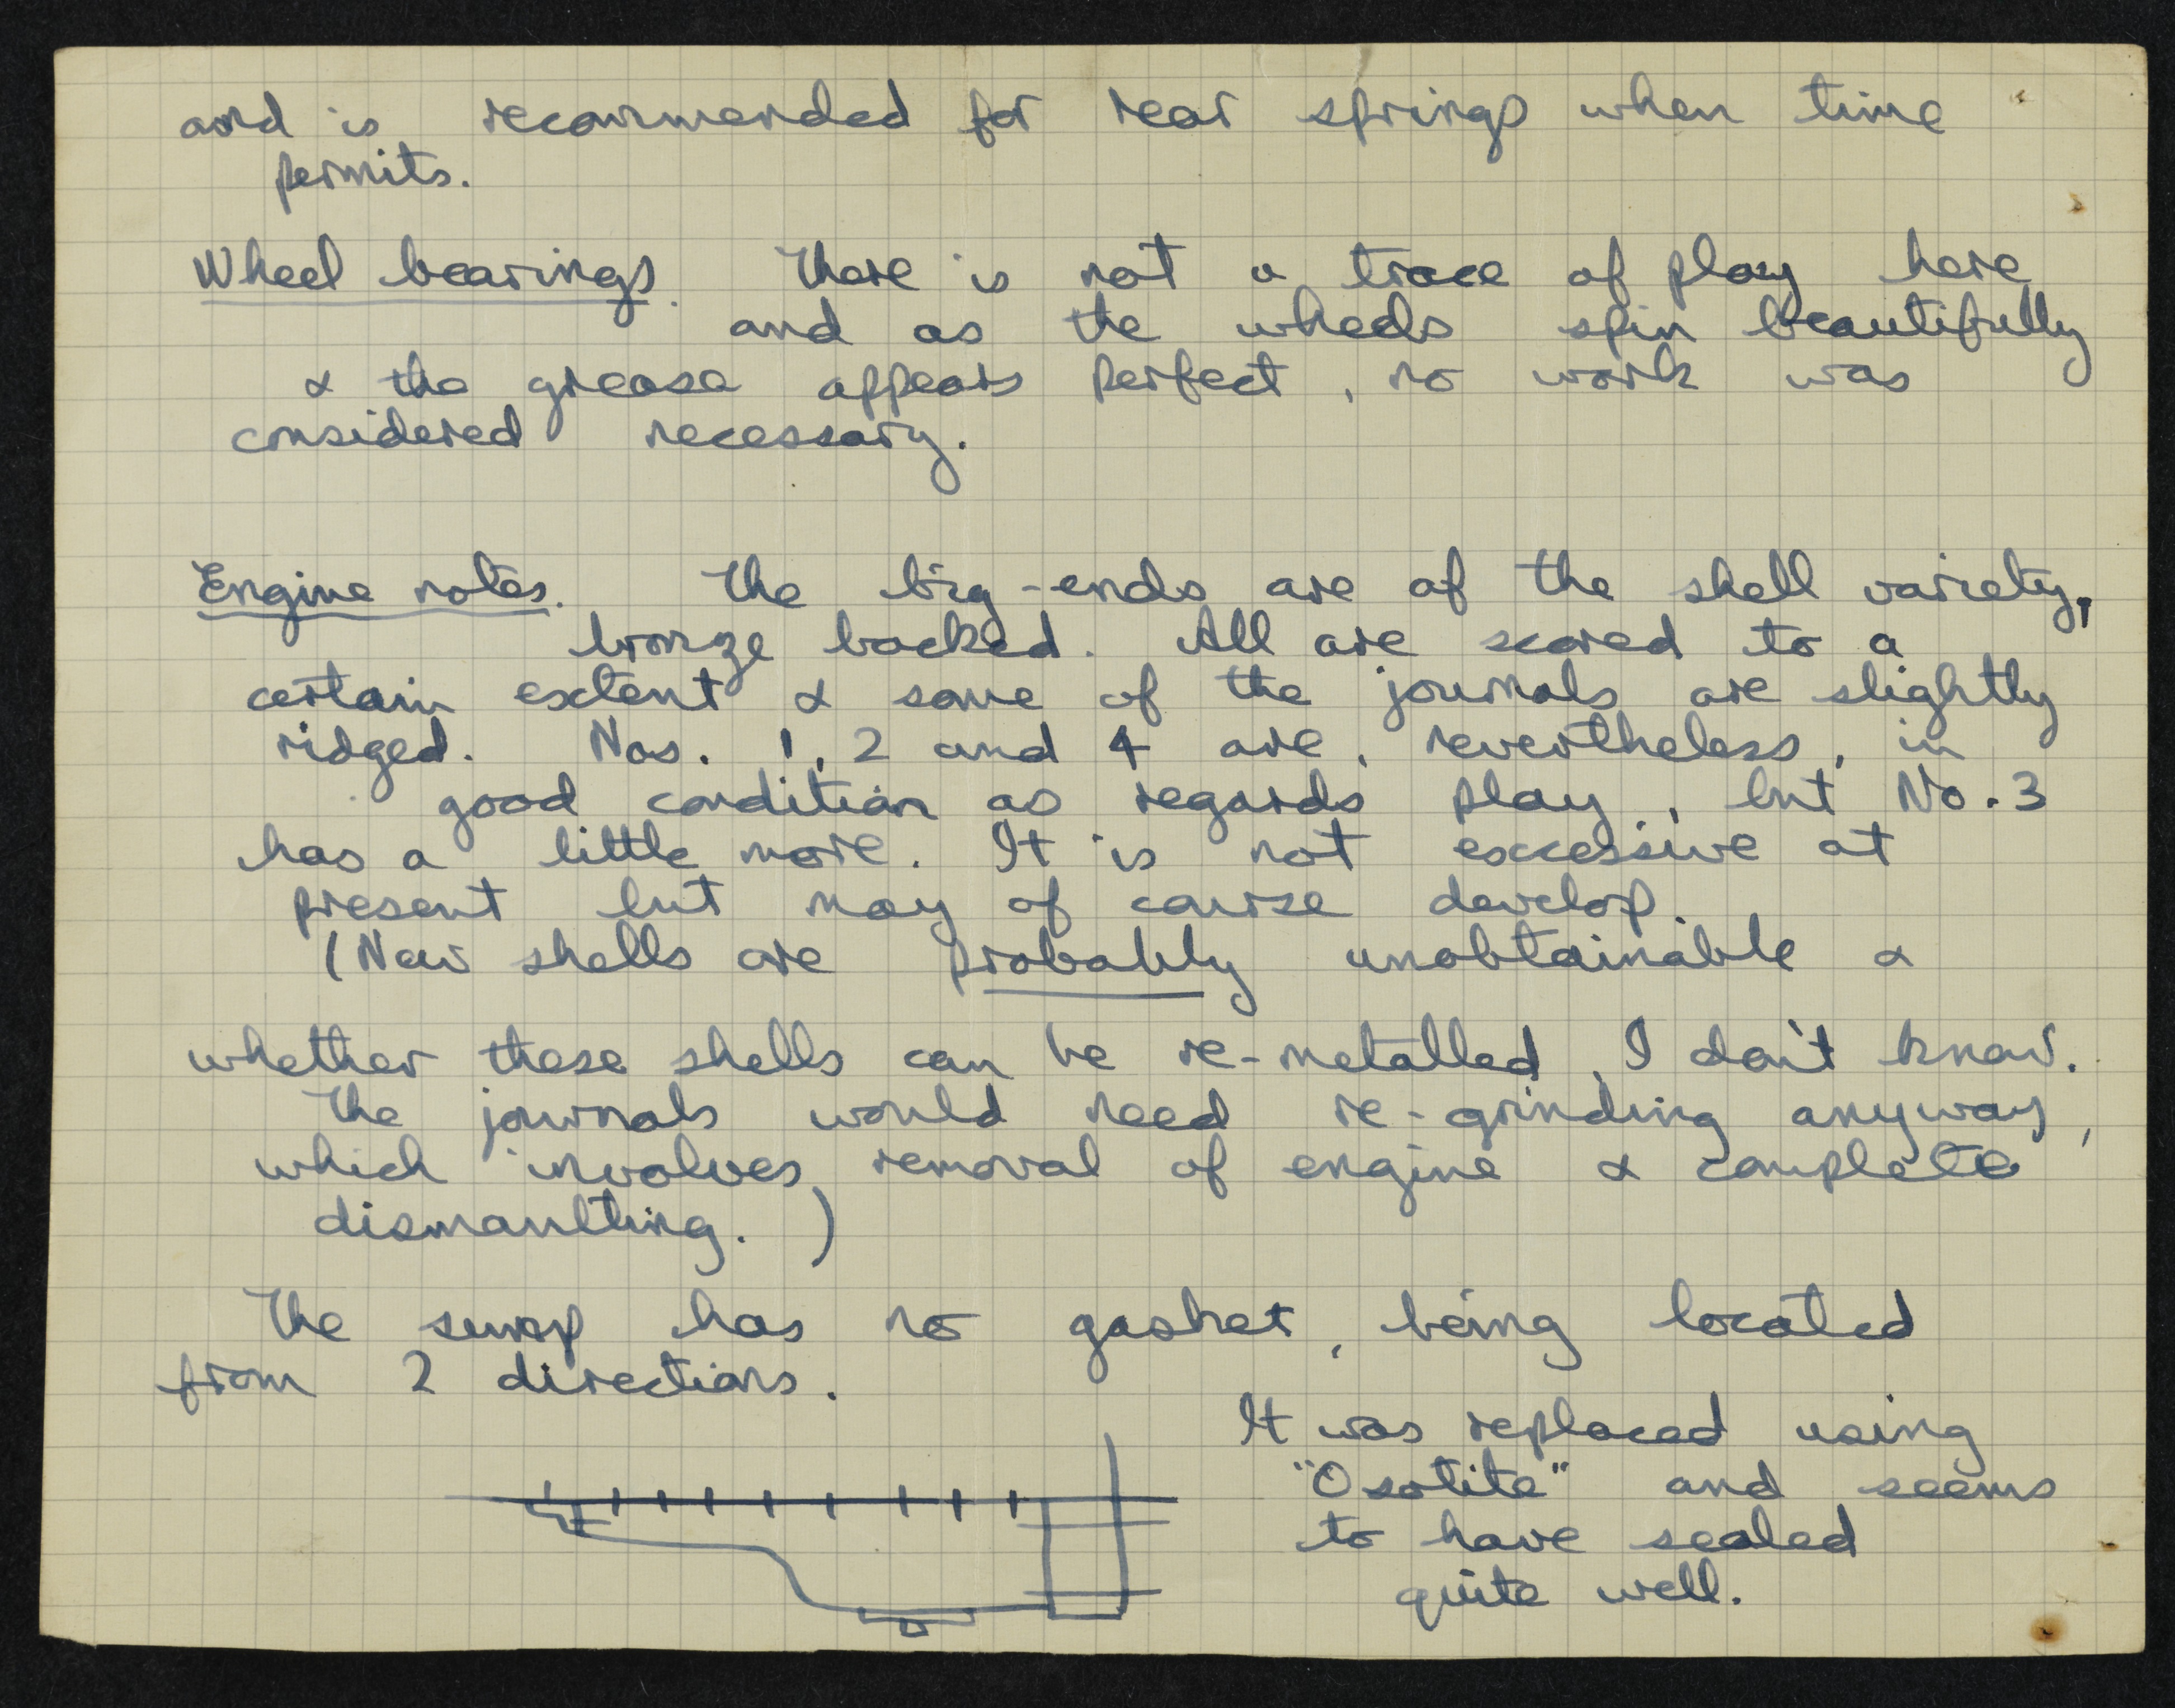 and is recommended for rear springs when time
permits.
Wheel bearings. There is not a trace of play here
and as the wheels spin beautifully
& the grease appears perfect, no work was
considered necessary.
Engine notes. The big-ends are of the shell variety,
bronze backed. All are scored to a
certain extent & some of the journals are slightly
ridged. Nos. 1, 2 and 4 are, nevertheless, in
good condition as regards play, but No. 3
has a little more. It is not excessive at
present but may of course develop.
(New shells are probably unobtainable &
whether these shells can be re-metalled, I don't know.
The journals would need re-grinding anyway,
which involves removal of engine & complete
dismantling.)
The sump has no gasket, being located
from 2 directions.
It was replaced using
"Osotite" and seems
to have sealed
quite well.